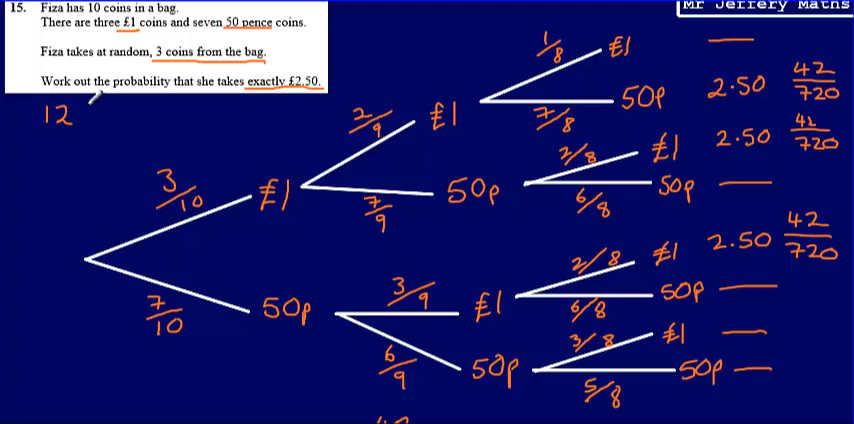 Mr Jeffery Maths
15. Fiza has 10 coins in a bag.
There are three £1 coins and seven 50 pence coins.
Fiza takes at random, 3 coins from the bag.
Work out the probability that she takes exactly £2.50.
12
3/10 £1
7/10 50p
2/9 £1
7/9 50p
3/9 £1
6/9 50p
1/8 £1 —
7/8 50p 2.50 42/720
2/8 £1 2.50 42/720
6/8 50p —
2/8 £1 2.50 42/720
6/8 50p —
3/8 £1 —
5/8 50p —